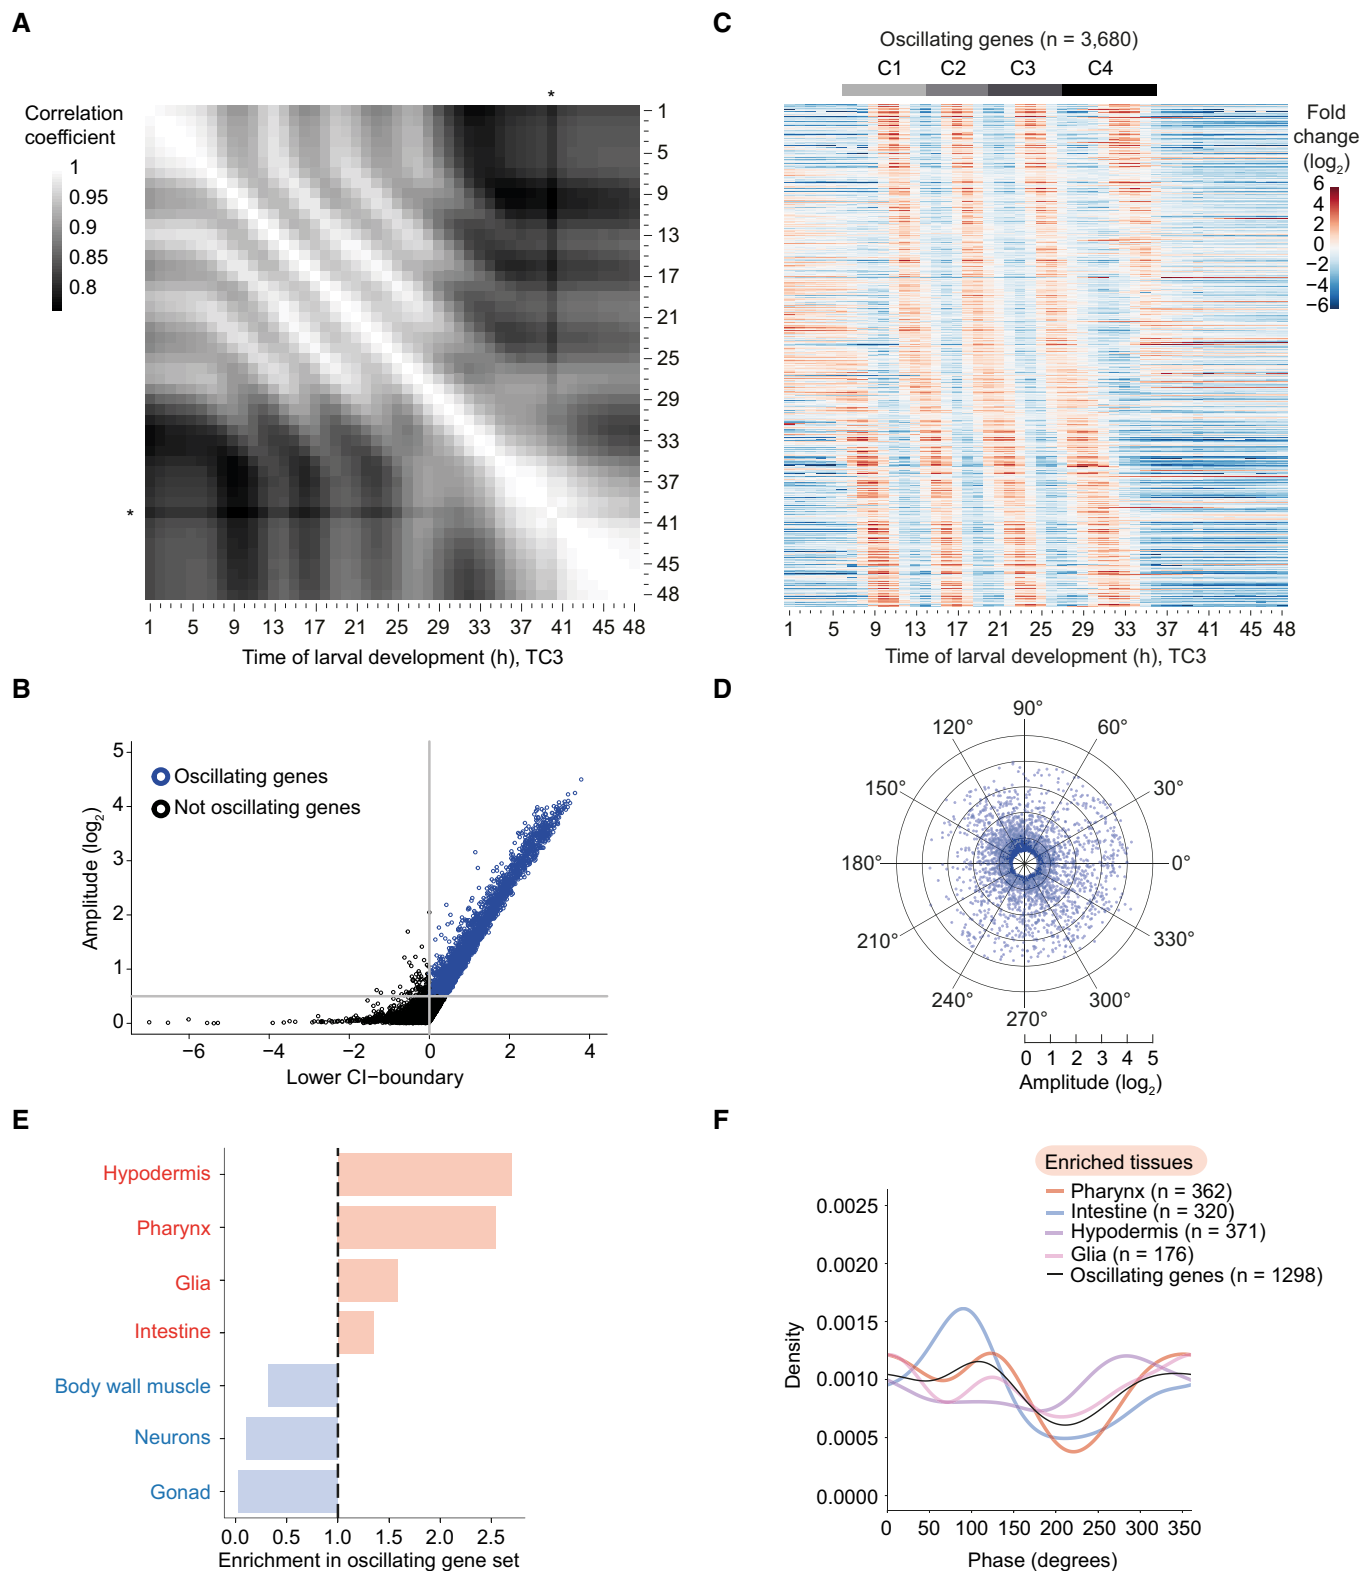 A
Correlation
coefficient
1
0.95
0.9
0.85
0.8
*
*
1
5
9
13
17
21
25
29
33
37
41
45
48
1 5 9 13 17 21 25 29 33 37 41 45 48
Time of larval development (h), TC3
C
Oscillating genes (n = 3,680)
C1 C2 C3 C4
Fold
change
(log2)
6
4
2
0
−2
−4
−6
1 5 9 13 17 21 25 29 33 37 41 45 48
Time of larval development (h), TC3
B
Amplitude (log2)
5
4
3
2
1
0
Oscillating genes
Not oscillating genes
−6 −4 −2 0 2 4
Lower CI−boundary
D
90°
120° 60°
150° 30°
180° 0°
210° 330°
240° 300°
270°
0 1 2 3 4 5
Amplitude (log2)
E
Hypodermis
Pharynx
Glia
Intestine
Body wall muscle
Neurons
Gonad
0.0 0.5 1.0 1.5 2.0 2.5
Enrichment in oscillating gene set
F
Enriched tissues
Pharynx (n = 362)
Intestine (n = 320)
Hypodermis (n = 371)
Glia (n = 176)
Oscillating genes (n = 1298)
Density
0.0025
0.0020
0.0015
0.0010
0.0005
0.0000
0 50 100 150 200 250 300 350
Phase (degrees)